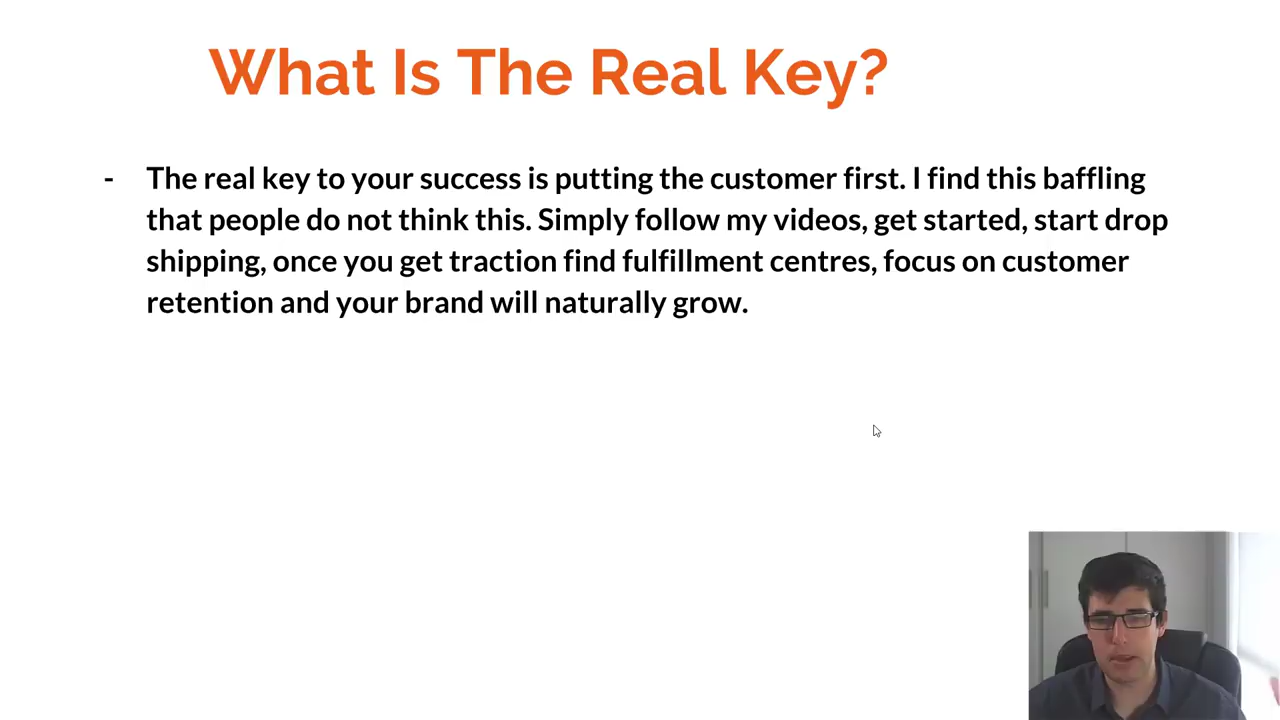 What Is The Real Key?
- The real key to your success is putting the customer first. I find this baffling
that people do not think this. Simply follow my videos, get started, start drop
shipping, once you get traction find fulfillment centres, focus on customer
retention and your brand will naturally grow.